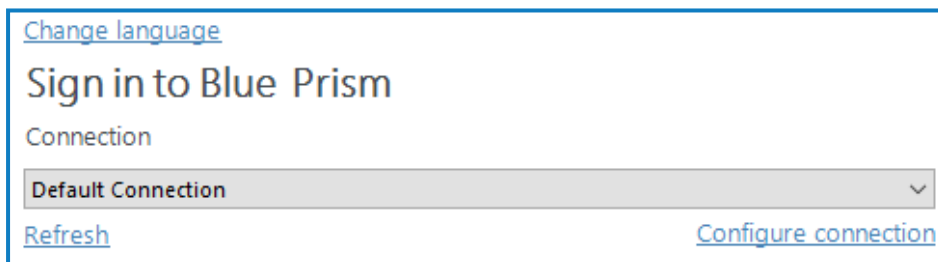 Change language
Sign in to Blue Prism
Connection
Default Connection
Refresh Configure connection